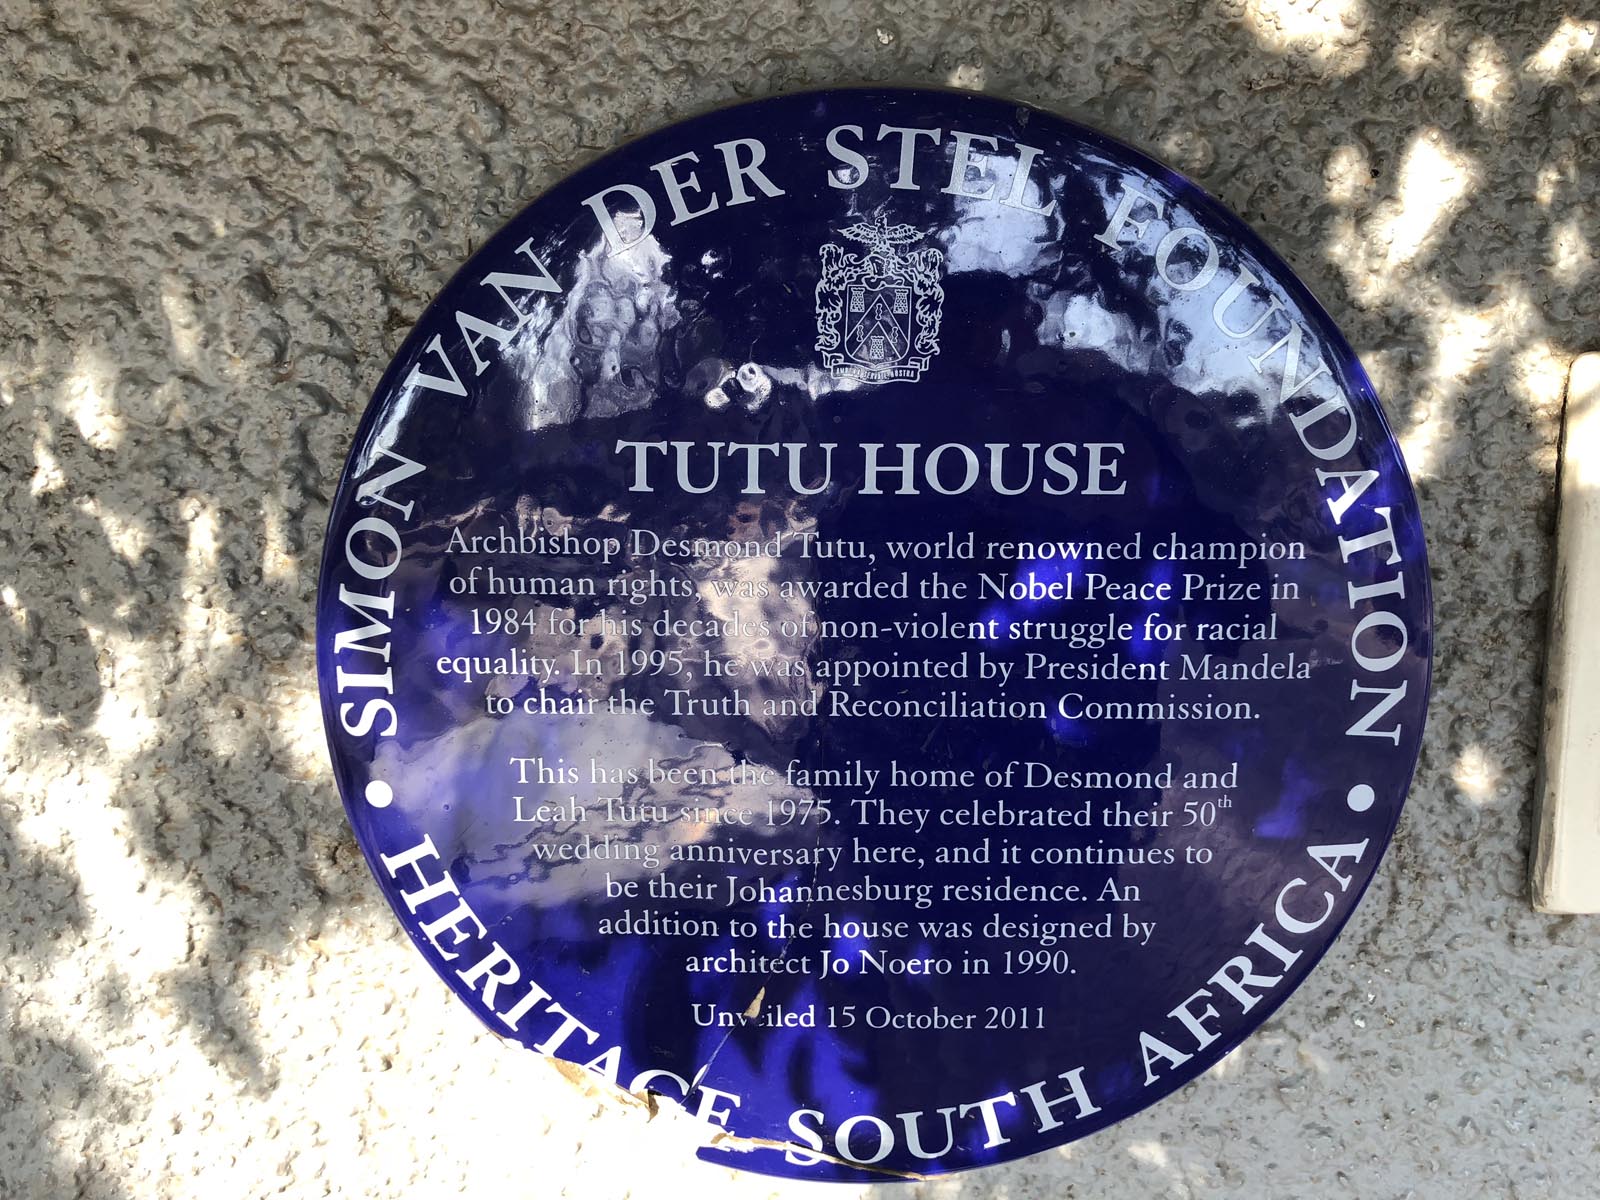 SIMON VAN DER STEL FOUNDATION
TUTU HOUSE
Archbishop Desmond Tutu, world renowned champion
of human rights, was awarded the Nobel Peace Prize in
1984 for his decades of non-violent struggle for racial
equality. In 1995, he was appointed by President Mandela
to chair the Truth and Reconciliation Commission.
This has been the family home of Desmond and
Leah Tutu since 1975. They celebrated their 50th
wedding anniversary here, and it continues to
be their Johannesburg residence. An
addition to the house was designed by
architect Jo Noero in 1990.
Unveiled 15 October 2011
• HERITAGE SOUTH AFRICA •